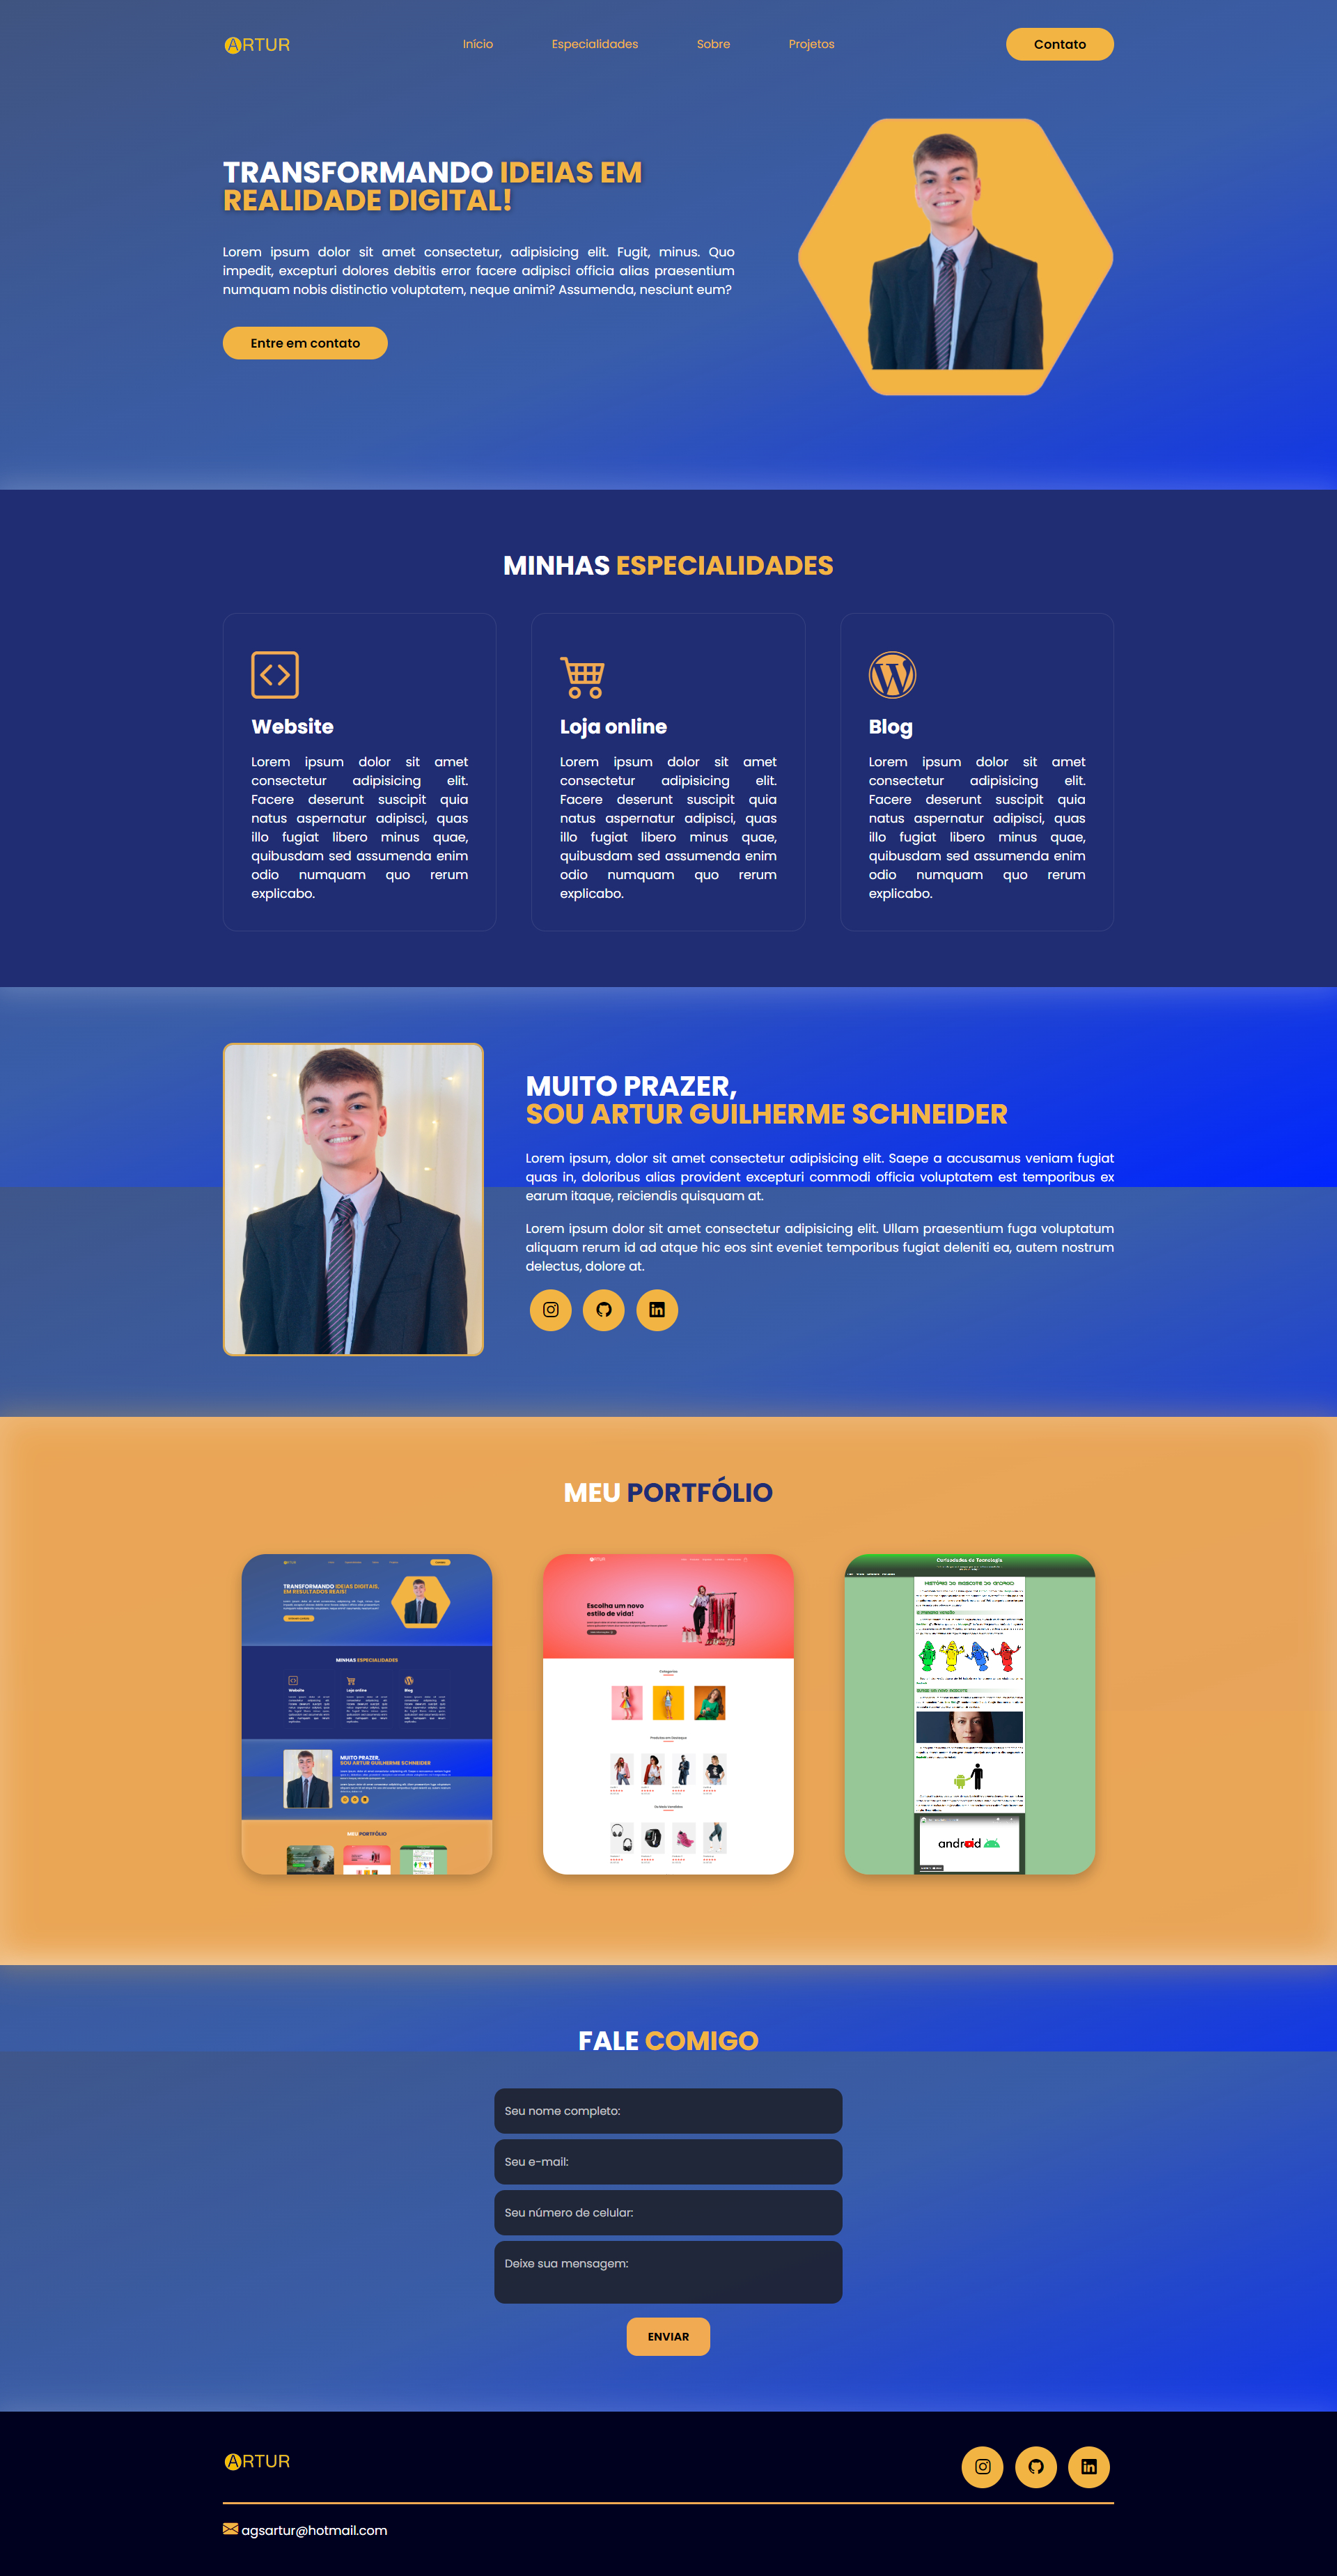 ARTUR
Início
Especialidades
Sobre
Projetos
Contato
TRANSFORMANDO IDEIAS EM
REALIDADE DIGITAL!
Lorem ipsum dolor sit amet consectetur, adipisicing elit. Fugit, minus. Quo
impedit, excepturi dolores debitis error facere adipisci officia alias praesentium
numquam nobis distinctio voluptatem, neque animi? Assumenda, nesciunt eum?
Entre em contato
MINHAS ESPECIALIDADES
Website
Lorem ipsum dolor sit amet
consectetur adipisicing elit.
Facere deserunt suscipit quia
natus aspernatur adipisci, quas
illo fugiat libero minus quae,
quibusdam sed assumenda enim
odio numquam quo rerum
explicabo.
Loja online
Lorem ipsum dolor sit amet
consectetur adipisicing elit.
Facere deserunt suscipit quia
natus aspernatur adipisci, quas
illo fugiat libero minus quae,
quibusdam sed assumenda enim
odio numquam quo rerum
explicabo.
Blog
Lorem ipsum dolor sit amet
consectetur adipisicing elit.
Facere deserunt suscipit quia
natus aspernatur adipisci, quas
illo fugiat libero minus quae,
quibusdam sed assumenda enim
odio numquam quo rerum
explicabo.
MUITO PRAZER,
SOU ARTUR GUILHERME SCHNEIDER
Lorem ipsum, dolor sit amet consectetur adipisicing elit. Saepe a accusamus veniam fugiat
quas in, doloribus alias provident excepturi commodi officia voluptatem est temporibus ex
earum itaque, reiciendis quisquam at.
Lorem ipsum dolor sit amet consectetur adipisicing elit. Ullam praesentium fuga voluptatum
aliquam rerum id ad atque hic eos sint eveniet temporibus fugiat deleniti ea, autem nostrum
delectus, dolore at.
MEU PORTFÓLIO
TRANSFORMANDO IDEIAS DIGITAIS,
EM RESULTADOS REAIS!
MINHAS ESPECIALIDADES
Website
Loja online
Blog
MUITO PRAZER,
SOU ARTUR GUILHERME SCHNEIDER
MEU PORTFÓLIO
Escolha um novo
estilo de vida!
Categorias
Produtos em Destaque
Curiosidades de Tecnologia
HISTÓRIA DO MASCOTE DO ANDROID
android
FALE COMIGO
Seu nome completo:
Seu e-mail:
Seu número de celular:
Deixe sua mensagem:
ENVIAR
ARTUR
agsartur@hotmail.com